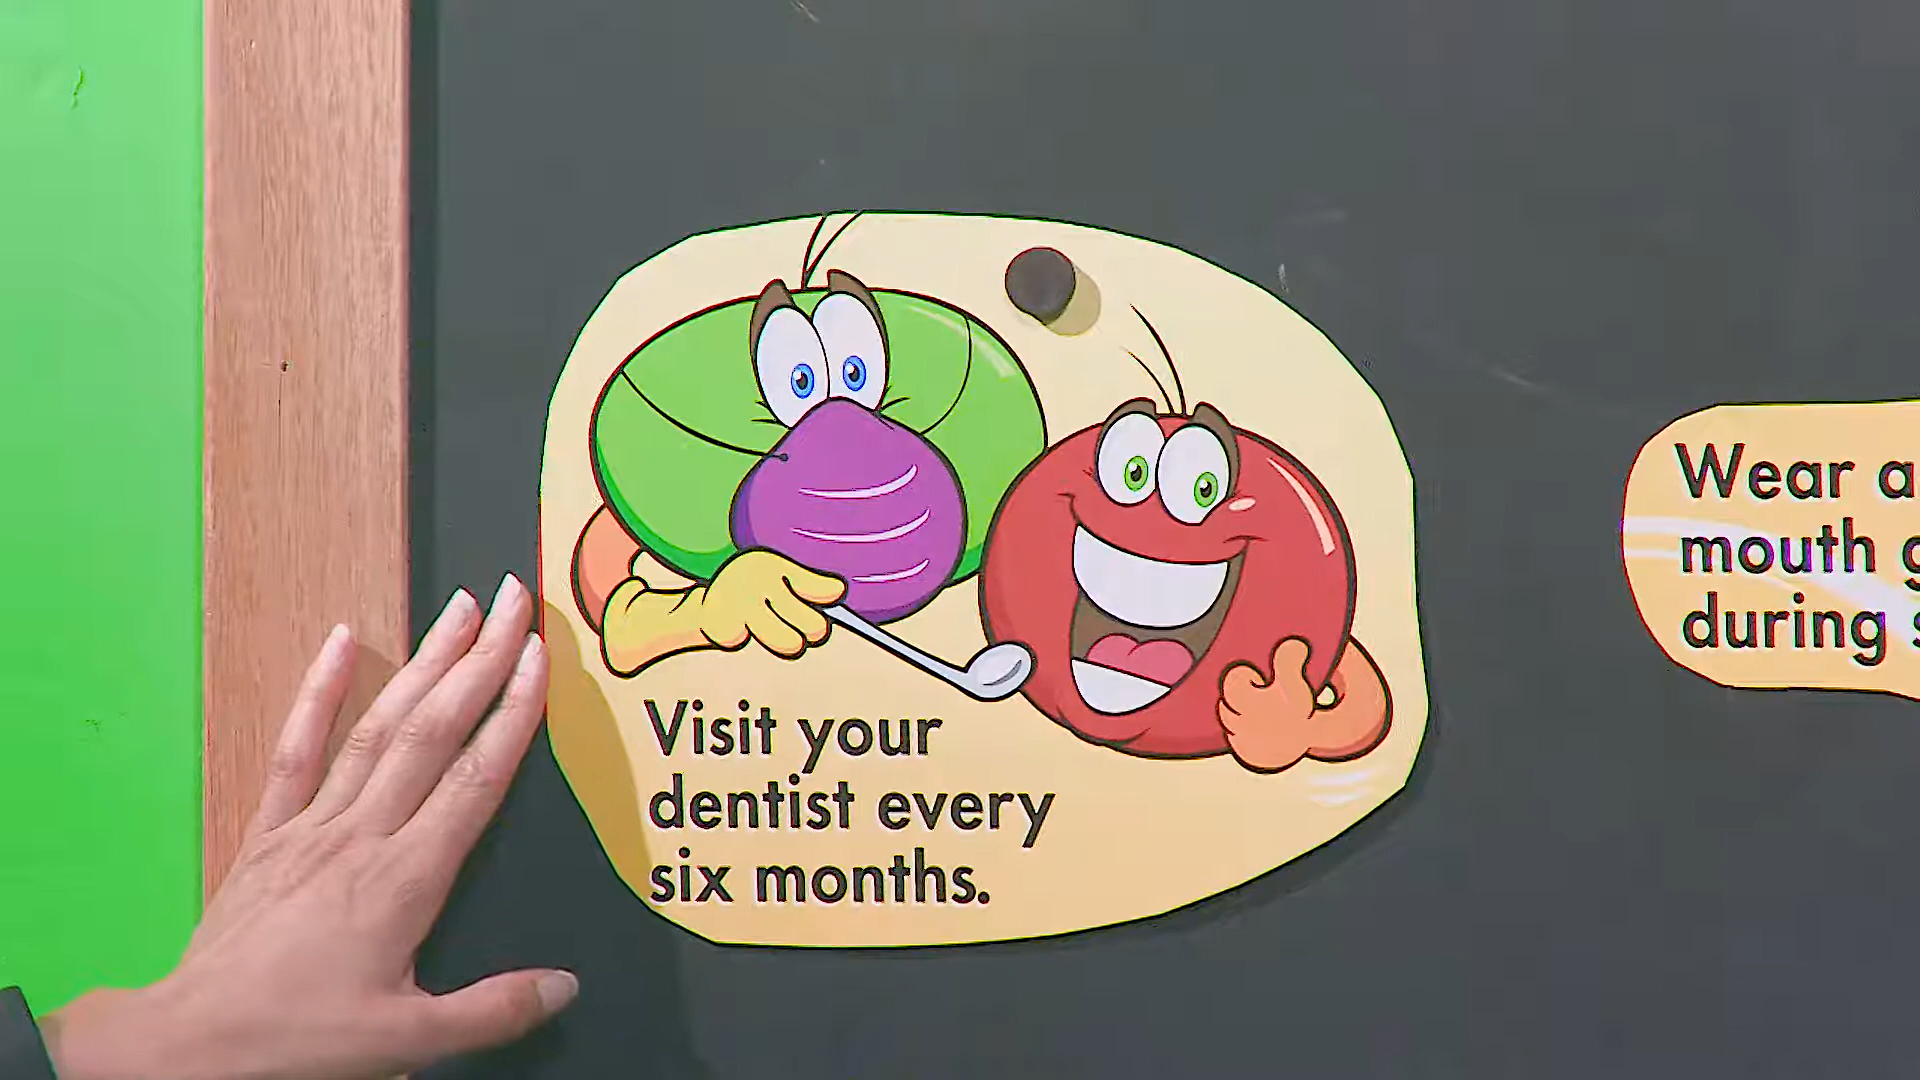 Visit your
dentist every
six months.
Wear a
mouth
during